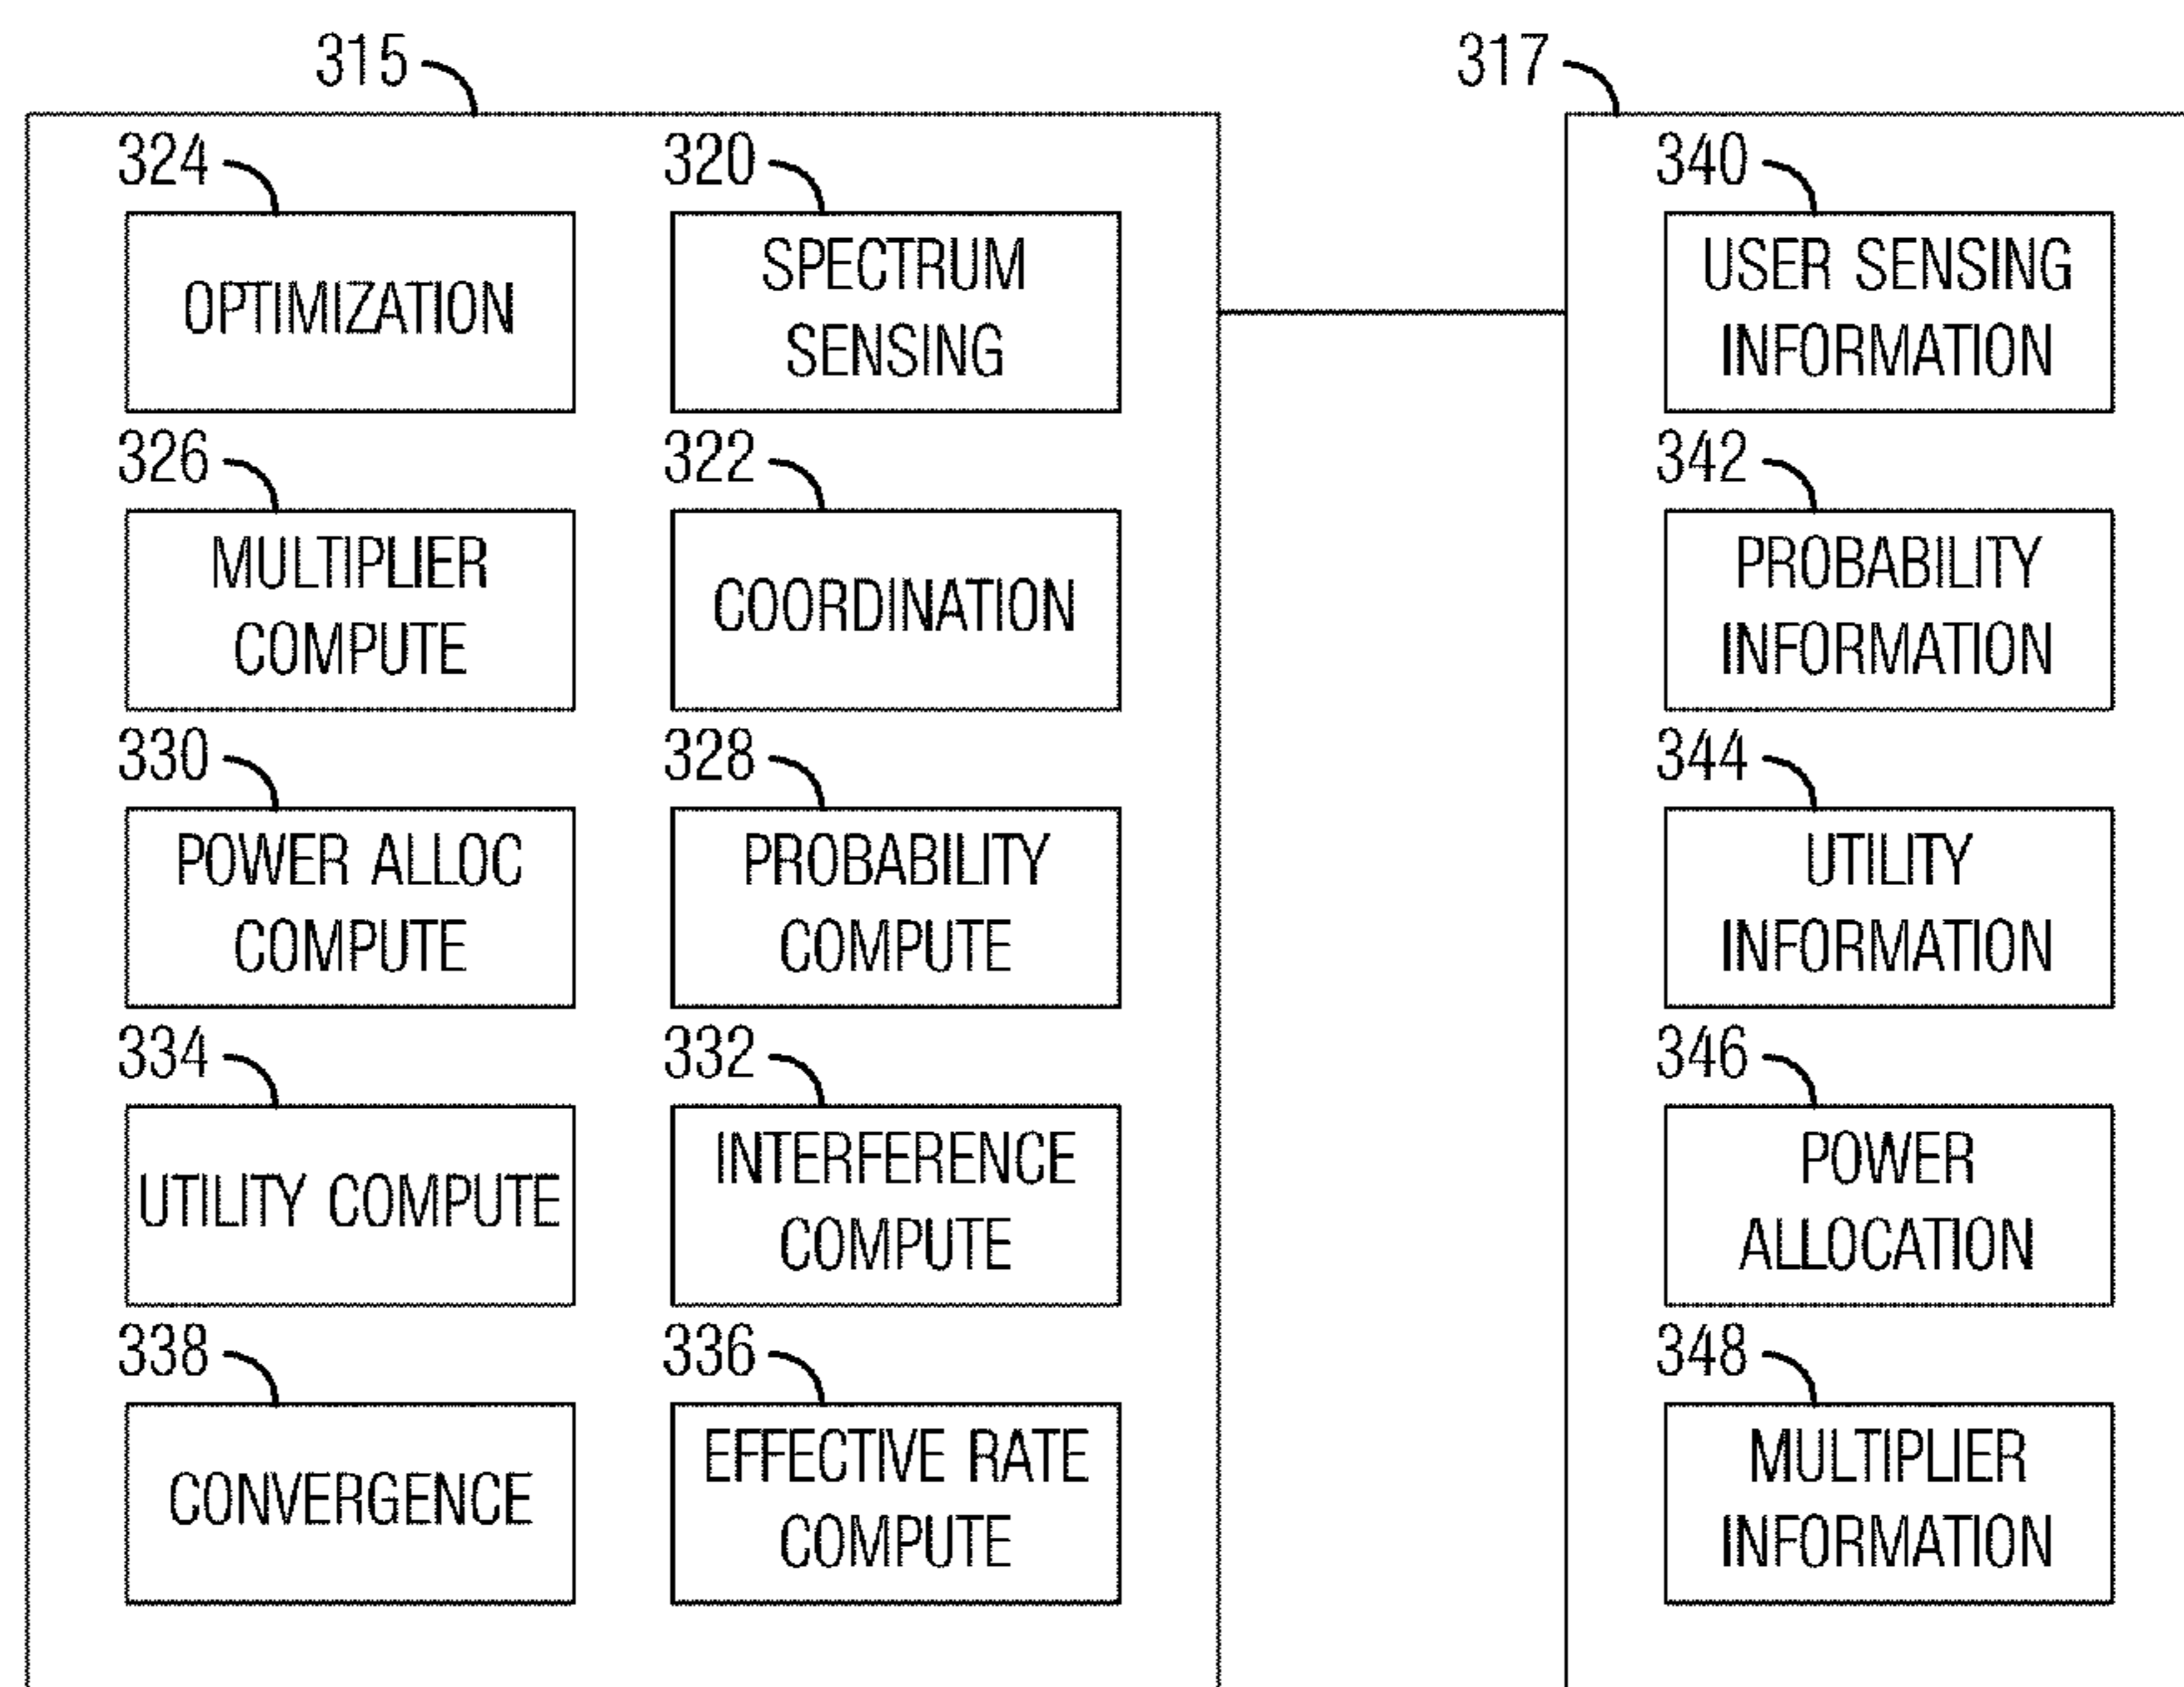 315
317
324
320
340
OPTIMIZATION
SPECTRUM
SENSING
USER SENSING
INFORMATION
326
322
342
MULTIPLIER
COMPUTE
COORDINATION
PROBABILITY
INFORMATION
330
328
344
POWER ALLOC
COMPUTE
PROBABILITY
COMPUTE
UTILITY
INFORMATION
334
332
346
UTILITY COMPUTE
INTERFERENCE
COMPUTE
POWER
ALLOCATION
338
336
348
CONVERGENCE
EFFECTIVE RATE
COMPUTE
MULTIPLIER
INFORMATION